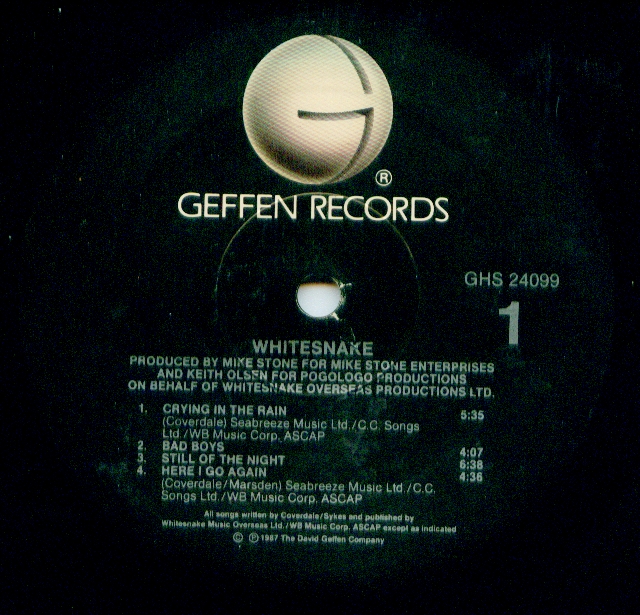 G
®
GEFFEN RECORDS
GHS 24099
1
WHITESNAKE
PRODUCED BY MIKE STONE FOR MIKE STONE ENTERPRISES
AND KEITH OLSEN FOR POGOLOGO PRODUCTIONS
ON BEHALF OF WHITESNAKE OVERSEAS PRODUCTIONS LTD.
1. CRYING IN THE RAIN 5:35
(Coverdale) Seabreeze Music Ltd./C.C. Songs
Ltd./WB Music Corp. ASCAP
2. BAD BOYS 4:07
3. STILL OF THE NIGHT 6:38
4. HERE I GO AGAIN 4:35
(Coverdale/Marsden) Seabreeze Music Ltd./C.C.
Songs Ltd./WB Music Corp. ASCAP
All songs written by Coverdale/Sykes and published by
Whitesnake Music Overseas Ltd./WB Music Corp. ASCAP except as indicated
© ℗ 1987 The David Geffen Company